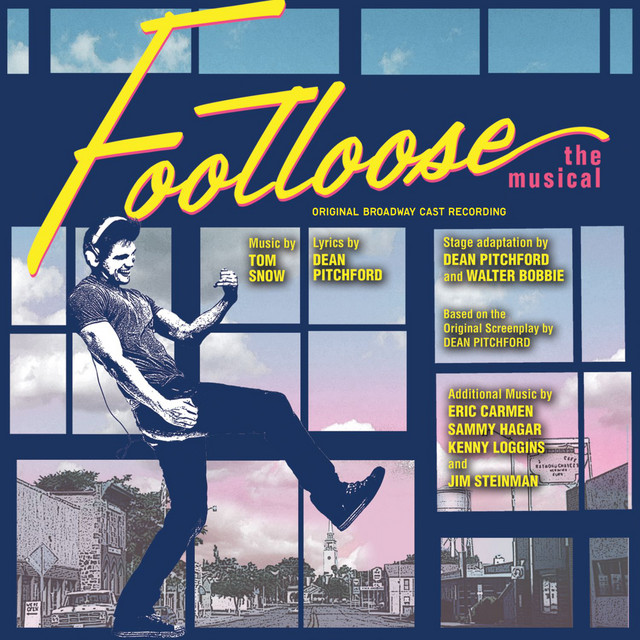 Footloose
the
musical
ORIGINAL BROADWAY CAST RECORDING
Music by
TOM
SNOW
Lyrics by
DEAN
PITCHFORD
Stage adaptation by
DEAN PITCHFORD
and WALTER BOBBIE
Based on the
Original Screenplay by
DEAN PITCHFORD
Additional Music by
ERIC CARMEN
SAMMY HAGAR
KENNY LOGGINS
and
JIM STEINMAN
CAFE